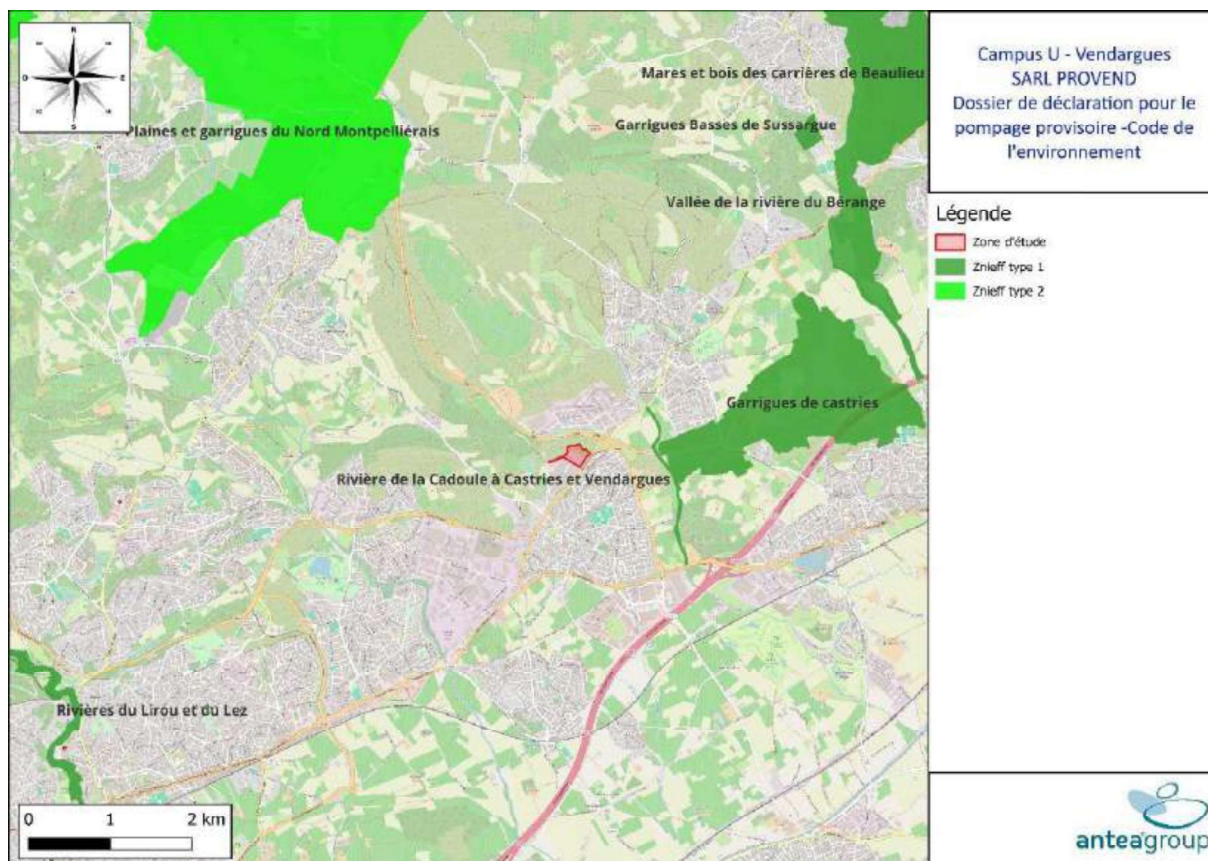 N
O
E
S
Mares et bois des carrières de Beaulieu
Garrigues Basses de Sussargue
Plaines et garrigues du Nord Montpelliérais
Vallée de la rivière du Bérange
Garrigues de castries
Rivière de la Cadoule à Castries et Vendargues
Rivières du Lirou et du Lez
0 1 2 km
Campus U - Vendargues
SARL PROVEND
Dossier de déclaration pour le
pompage provisoire -Code de
l'environnement
Légende
Zone d'étude
Znieff type 1
Znieff type 2
anteagroup